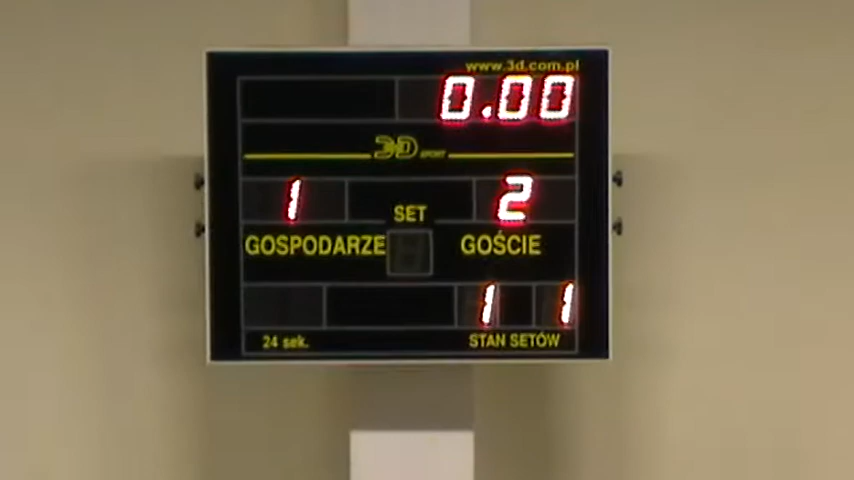 www.3d.com.pl
0.00
3D SPORT
1 2
SET
GOSPODARZE GOŚCIE
1 1
24 sek. STAN SETÓW